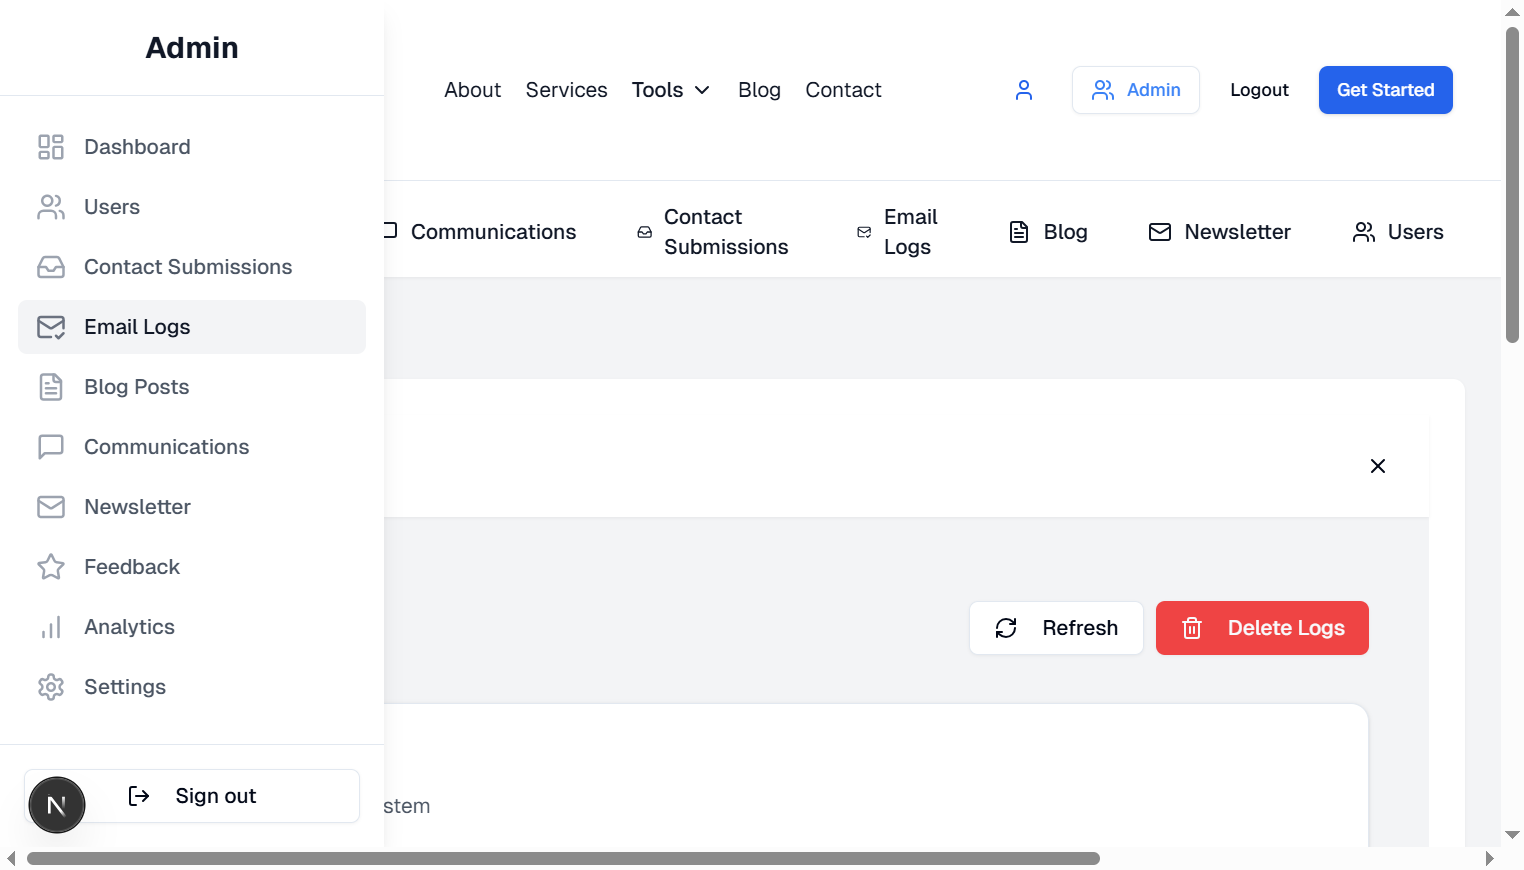 Admin
About Services Tools Blog Contact Admin Logout Get Started
Communications
Contact
Submissions
Email
Logs
Blog
Newsletter
Users
Dashboard
Users
Contact Submissions
Email Logs
Blog Posts
Communications
Newsletter
Feedback
Analytics
Settings
Sign out
N
Refresh
Delete Logs
stem